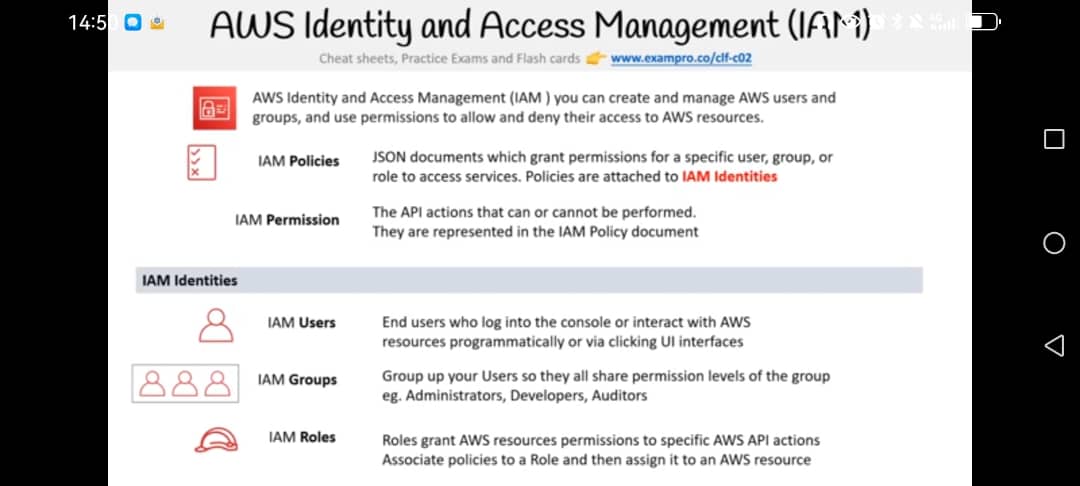 14:5
AWS Identity and Access Management (IAM)
Cheat sheets, Practice Exams and Flash cards 👉 www.exampro.co/clf-c02
AWS Identity and Access Management (IAM ) you can create and manage AWS users and
groups, and use permissions to allow and deny their access to AWS resources.
IAM Policies
JSON documents which grant permissions for a specific user, group, or
role to access services. Policies are attached to IAM Identities
IAM Permission
The API actions that can or cannot be performed.
They are represented in the IAM Policy document
IAM Identities
IAM Users
End users who log into the console or interact with AWS
resources programmatically or via clicking UI interfaces
IAM Groups
Group up your Users so they all share permission levels of the group
eg. Administrators, Developers, Auditors
IAM Roles
Roles grant AWS resources permissions to specific AWS API actions
Associate policies to a Role and then assign it to an AWS resource